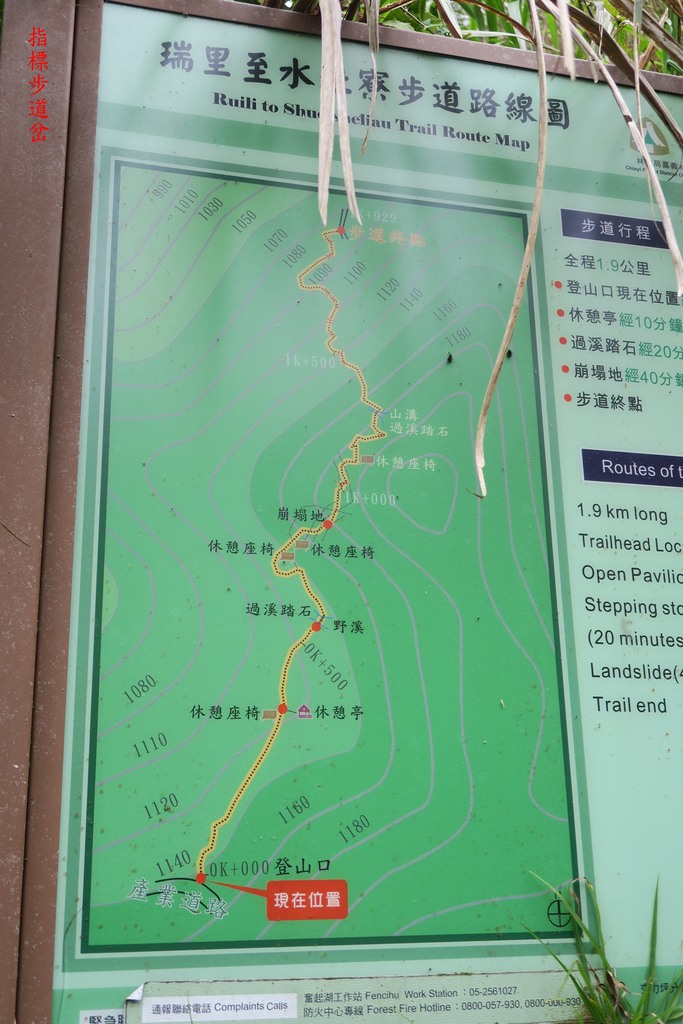 指標步道岔
瑞里至水 寮步道路線圖
Ruili to Trail Route Map
步道行程
全程1.9公里
登山口現在位置
休憩亭經10分鐘
過溪踏石經20分
崩塌地經40分鐘
步道終點
Routes of
1.9 km long
Trailhead
Open
Stepping
(20 minutes
Landslide
Trail end
990
1010
1030
1050
1070
1080
1090
1100
1120
1140
1160
1180
K+929
步道終點
1K+500
山溝
過溪踏石
休憩座椅
1K+000
崩塌地
休憩座椅
休憩座椅
過溪踏石
野溪
0K+500
休憩座椅
休憩亭
1080
1110
1120
1140
1160
1180
0K+000 登山口
產業道路
現在位置
通報聯絡電話 Complaints Calls
奮起湖工作站 Fencihu Work Station：05-2561027
防火中心專線 Forest Fire Hotline：0800-057-930, 0800-000-930